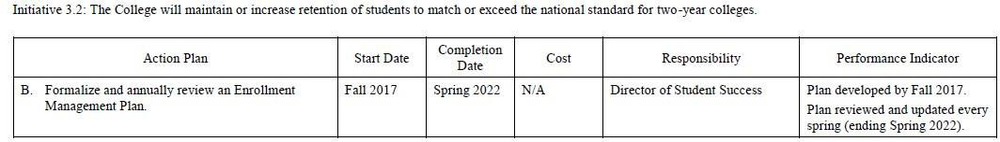 Initiative 3.2: The College will maintain or increase retention of students to match or exceed the national standard for two-year colleges.
Action Plan
Start Date
Completion
Date
Cost
Responsibility
Performance Indicator
B. Formalize and annually review an Enrollment
Management Plan.
Fall 2017
Spring 2022
N/A
Director of Student Success
Plan developed by Fall 2017.
Plan reviewed and updated every
spring (ending Spring 2022).